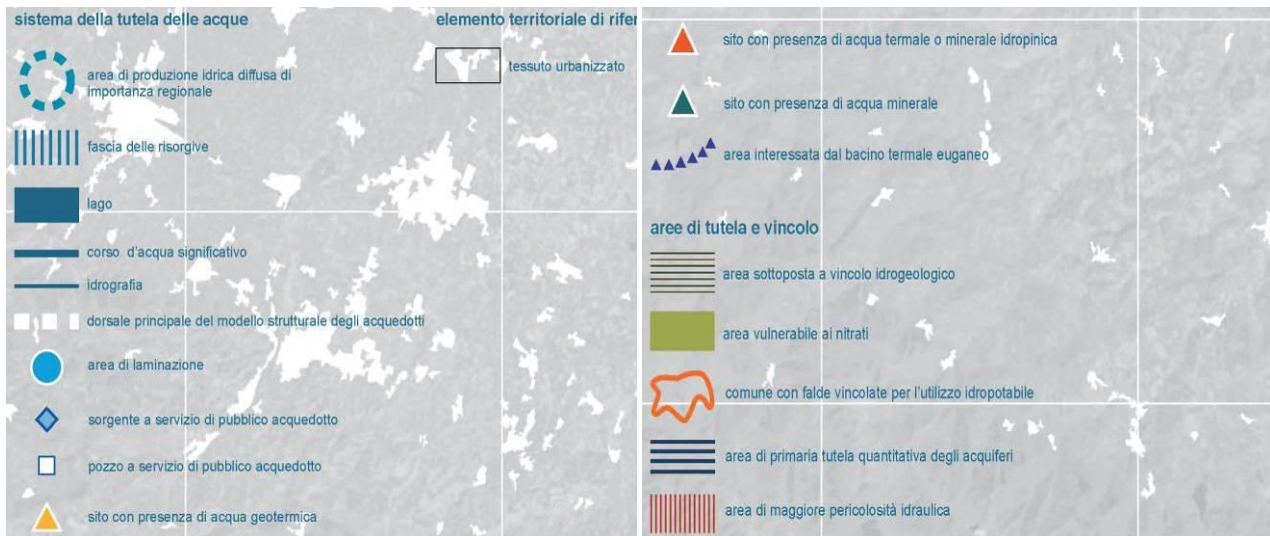 sistema della tutela delle acque
area di produzione idrica diffusa di
importanza regionale
fascia delle risorgive
lago
corso d'acqua significativo
idrografia
dorsale principale del modello strutturale degli acquedotti
area di laminazione
sorgente a servizio di pubblico acquedotto
pozzo a servizio di pubblico acquedotto
sito con presenza di acqua geotermica
elemento territoriale di rifer
tessuto urbanizzato
sito con presenza di acqua termale o minerale idropinica
sito con presenza di acqua minerale
area interessata dal bacino termale euganeo
aree di tutela e vincolo
area sottoposta a vincolo idrogeologico
area vulnerabile ai nitrati
comune con falde vincolate per l'utilizzo idropotabile
area di primaria tutela quantitativa degli acquiferi
area di maggiore pericolosità idraulica